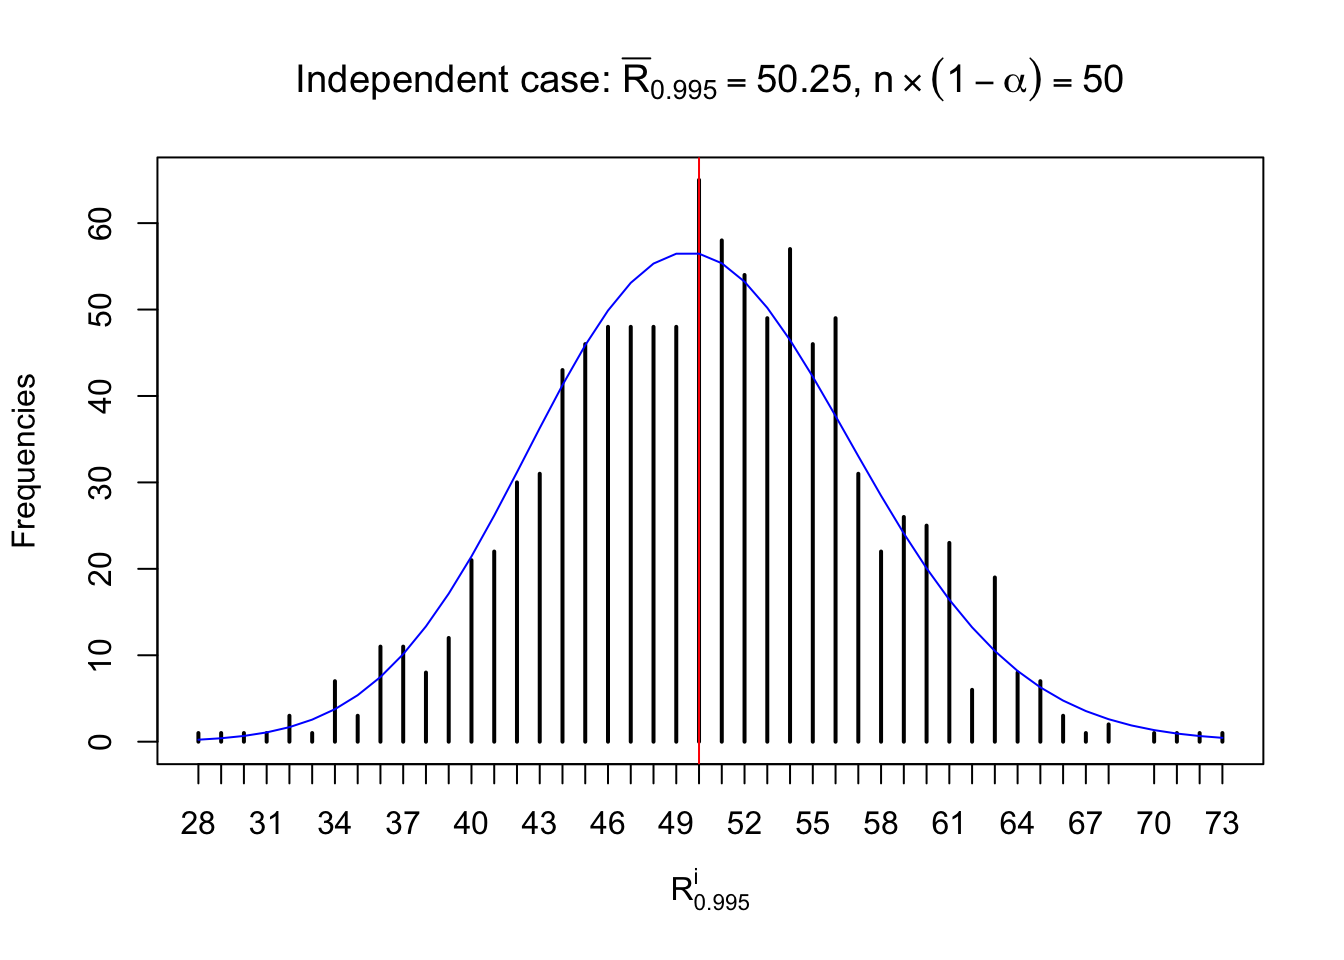 Independent case: R̅0.995 = 50.25, n × (1 − α) = 50
Frequencies
60
50
40
30
20
10
0
28 31 34 37 40 43 46 49 52 55 58 61 64 67 70 73
R^i_0.995